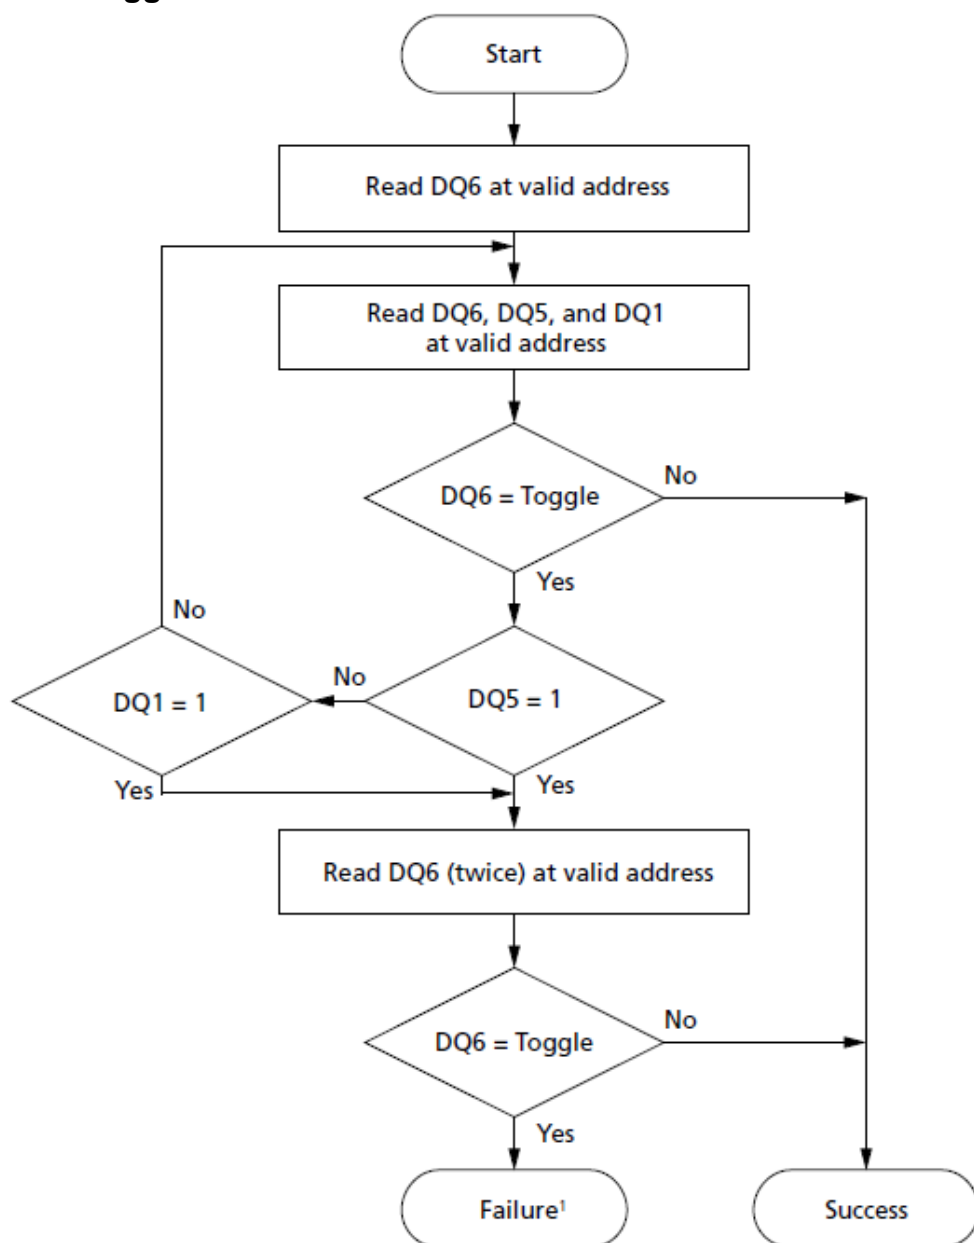 Start
Read DQ6 at valid address
Read DQ6, DQ5, and DQ1
at valid address
DQ6 = Toggle
No
Yes
No
DQ1 = 1
No
DQ5 = 1
Yes
Yes
Read DQ6 (twice) at valid address
DQ6 = Toggle
No
Yes
Failure¹
Success